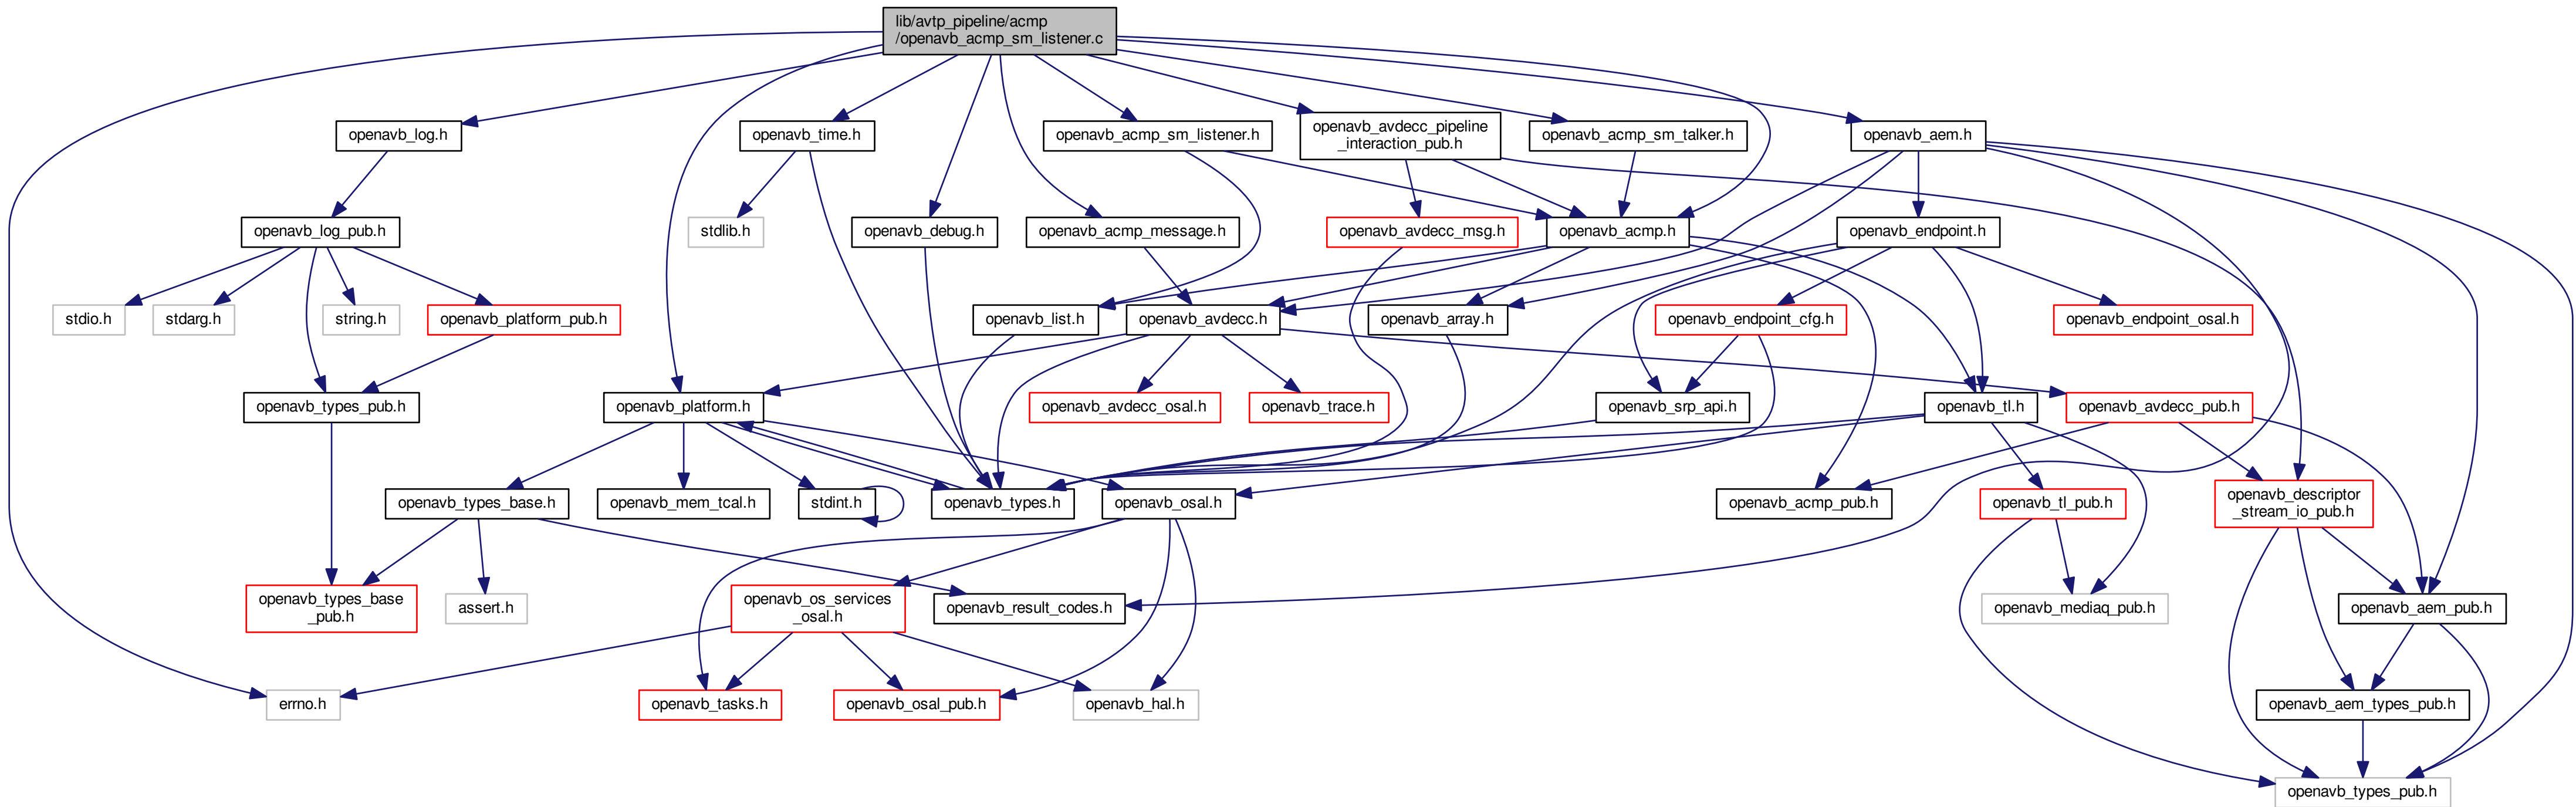 lib/avtp_pipeline/acmp
/openavb_acmp_sm_listener.c
openavb_log.h
openavb_time.h
openavb_acmp_sm_listener.h
openavb_avdecc_pipeline
_interaction_pub.h
openavb_acmp_sm_talker.h
openavb_aem.h
openavb_log_pub.h
stdlib.h
openavb_debug.h
openavb_acmp_message.h
openavb_avdecc_msg.h
openavb_acmp.h
openavb_endpoint.h
stdio.h
stdarg.h
string.h
openavb_platform_pub.h
openavb_list.h
openavb_avdecc.h
openavb_array.h
openavb_endpoint_cfg.h
openavb_endpoint_osal.h
openavb_types_pub.h
openavb_platform.h
openavb_avdecc_osal.h
openavb_trace.h
openavb_srp_api.h
openavb_tl.h
openavb_avdecc_pub.h
openavb_types_base.h
openavb_mem_tcal.h
stdint.h
openavb_types.h
openavb_osal.h
openavb_acmp_pub.h
openavb_tl_pub.h
openavb_descriptor
_stream_io_pub.h
openavb_types_base
_pub.h
assert.h
openavb_os_services
_osal.h
openavb_result_codes.h
openavb_mediaq_pub.h
openavb_aem_pub.h
errno.h
openavb_tasks.h
openavb_osal_pub.h
openavb_hal.h
openavb_aem_types_pub.h
openavb_types_pub.h